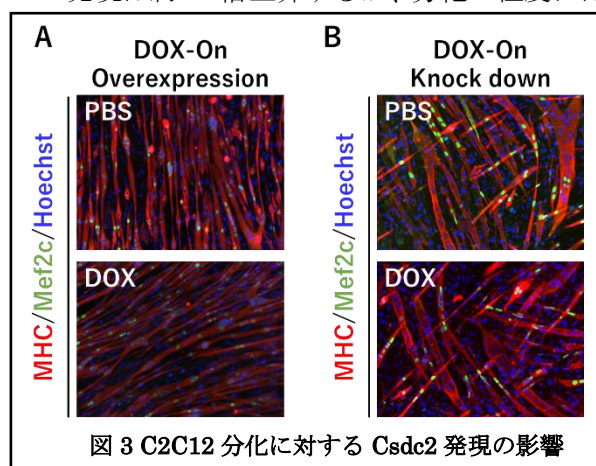 A
DOX-On
Overexpression
MHC/Mef2c/Hoechst
PBS
DOX
B
DOX-On
Knock down
MHC/Mef2c/Hoechst
PBS
DOX
図 3 C2C12 分化に対する Csdc2 発現の影響